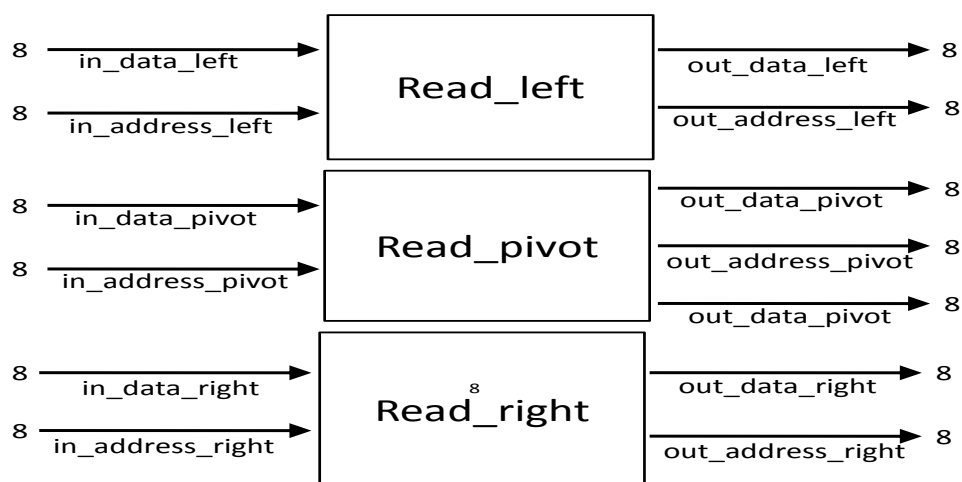 8 in_data_left Read_left out_data_left 8
8 in_address_left out_address_left 8
8 in_data_pivot Read_pivot out_data_pivot 8
8 in_address_pivot out_address_pivot 8
out_data_pivot 8
8 in_data_right 8 Read_right out_data_right 8
8 in_address_right out_address_right 8